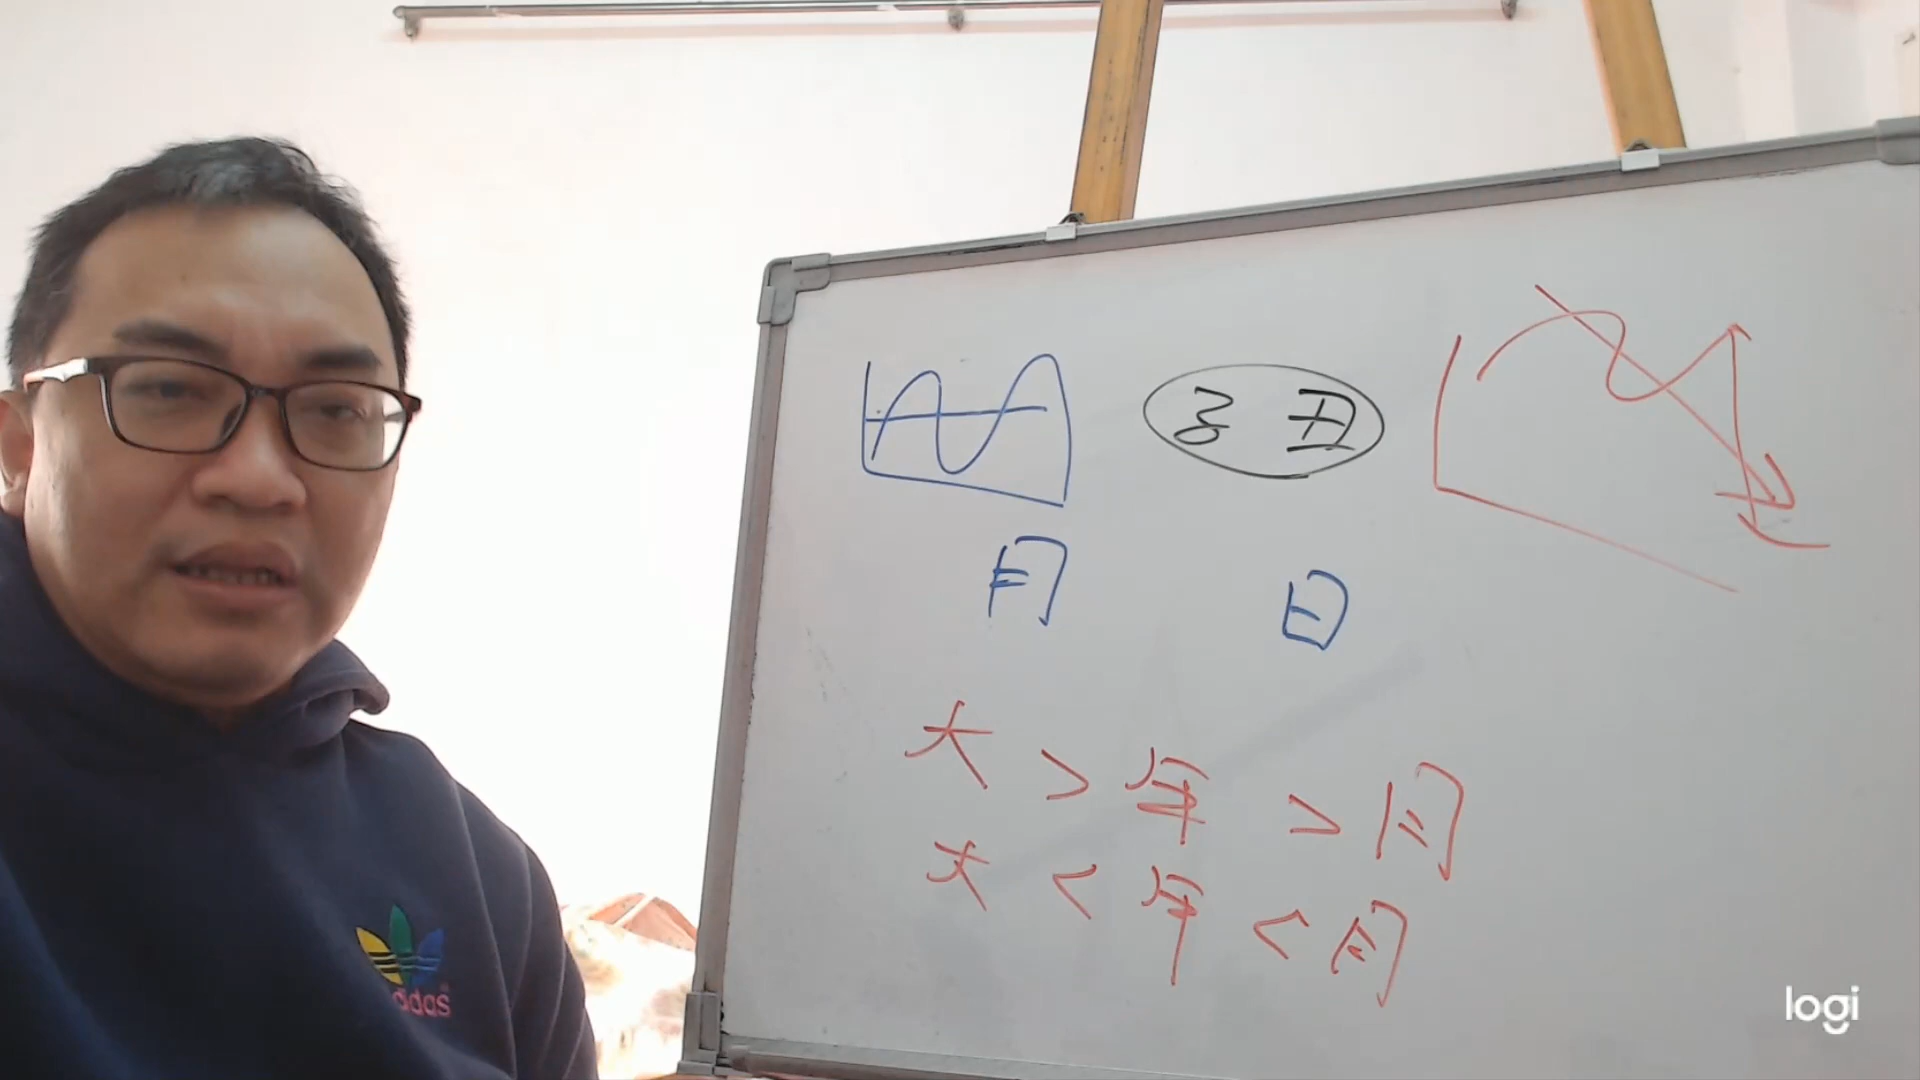 子 丑
月 日
大 > 年 > 月
大 < 年 < 月
adidas
logi